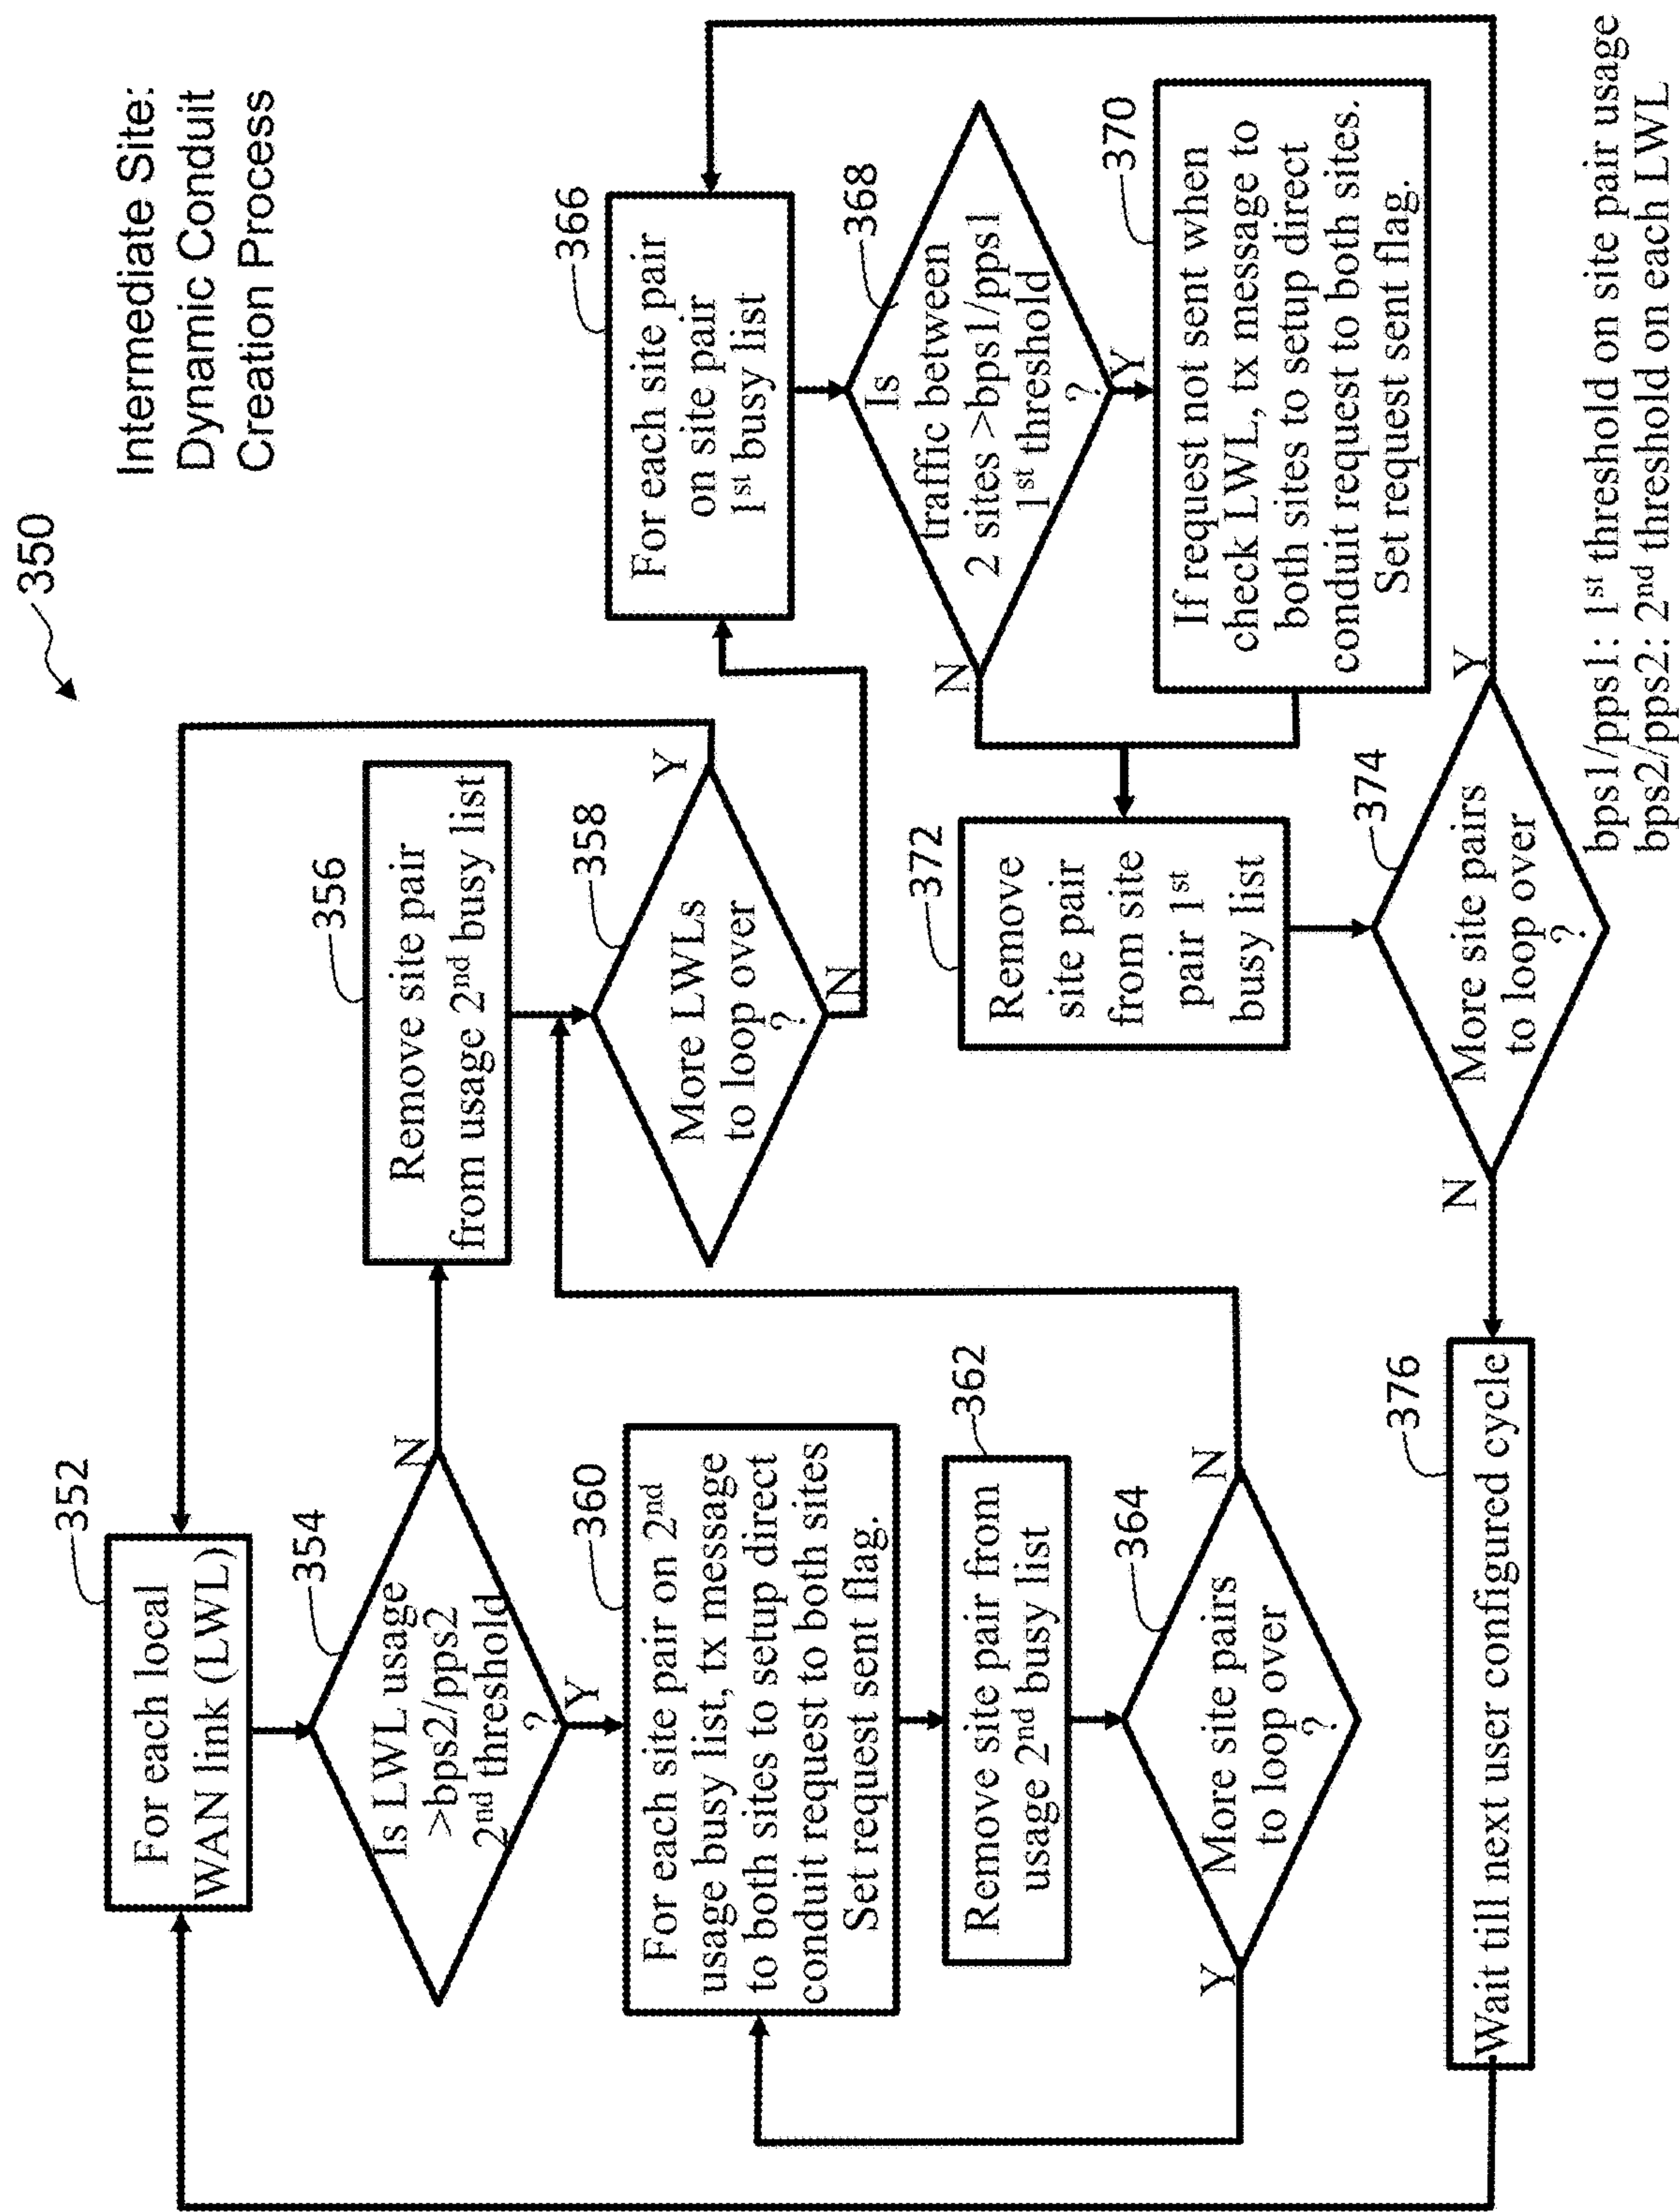 350
Intermediate Site:
Dynamic Conduit
Creation Process
352
For each local
WAN link (LWL)
354
Is LWL usage
>bps2/pps2
2nd threshold
?
N
Y
356
Remove site pair
from usage 2nd busy list
358
More LWLs
to loop over
?
Y
N
360
For each site pair on 2nd
usage busy list, tx message
to both sites to setup direct
conduit request to both sites
Set request sent flag.
362
Remove site pair from
usage 2nd busy list
364
More site pairs
to loop over
?
Y
N
366
For each site pair
on site pair
1st busy list
368
Is
traffic between
2 sites >bps1/pps1
1st threshold
?
N
Y
370
If request not sent when
check LWL, tx message to
both sites to setup direct
conduit request to both sites.
Set request sent flag.
372
Remove
site pair
from site
pair 1st
busy list
374
More site pairs
to loop over
?
N
Y
376
Wait till next user configured cycle
bps1/pps1: 1st threshold on site pair usage
bps2/pps2: 2nd threshold on each LWL